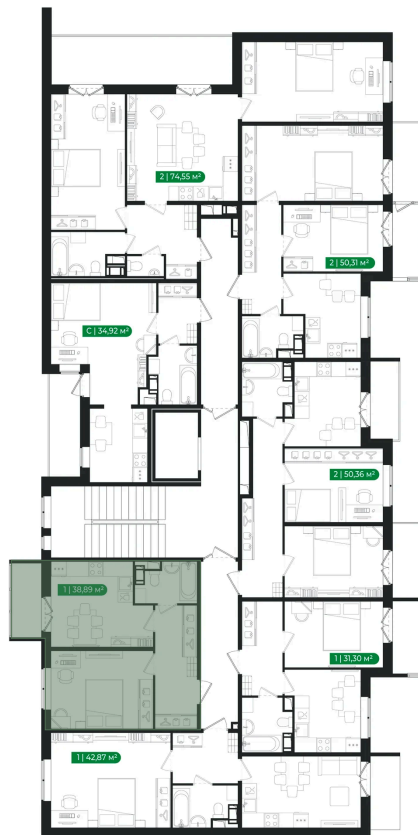 2 | 74,55 м²
2 | 50,31 м²
С | 34,92 м²
2 | 50,36 м²
1 | 38,89 м²
1 | 31,30 м²
1 | 42,87 м²